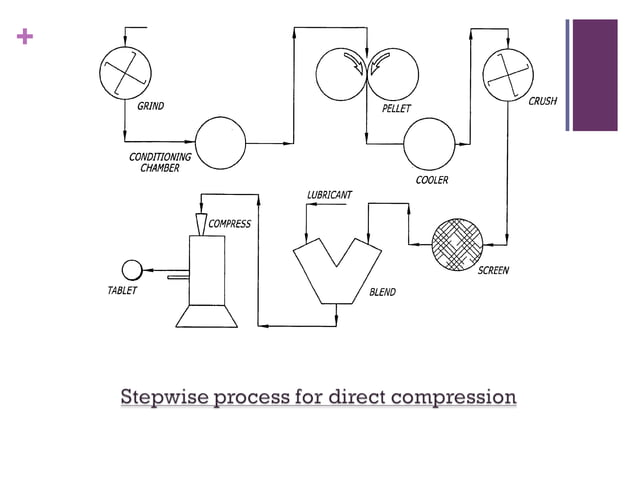 +
GRIND
PELLET
CRUSH
CONDITIONING
CHAMBER
COOLER
LUBRICANT
COMPRESS
SCREEN
TABLET
BLEND
Stepwise process for direct compression